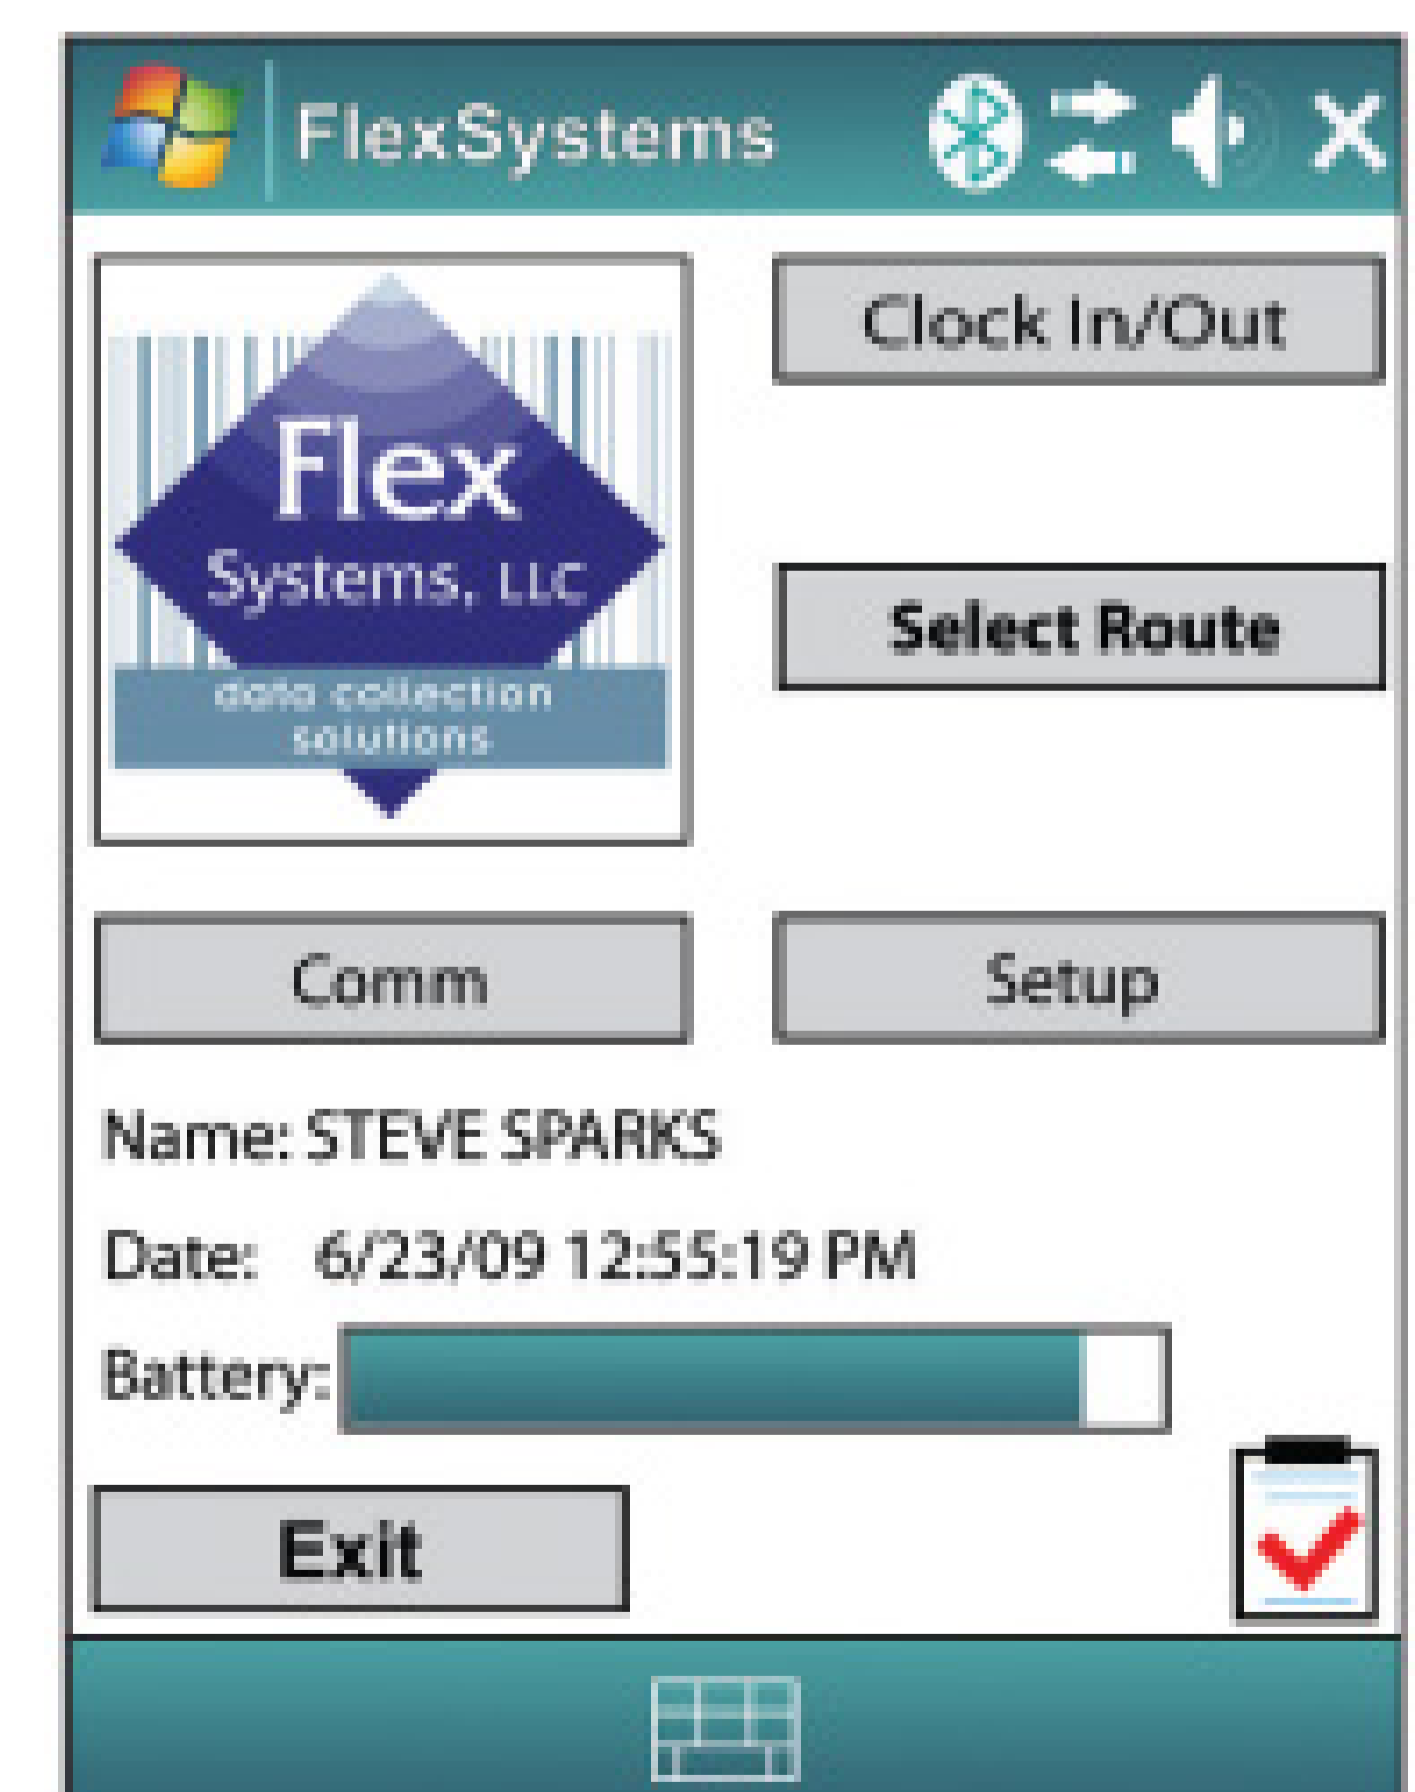 FlexSystems
Flex
Systems, LLC
data collection
solutions
Clock In/Out
Select Route
Comm
Setup
Name: STEVE SPARKS
Date: 6/23/09 12:55:19 PM
Battery:
Exit